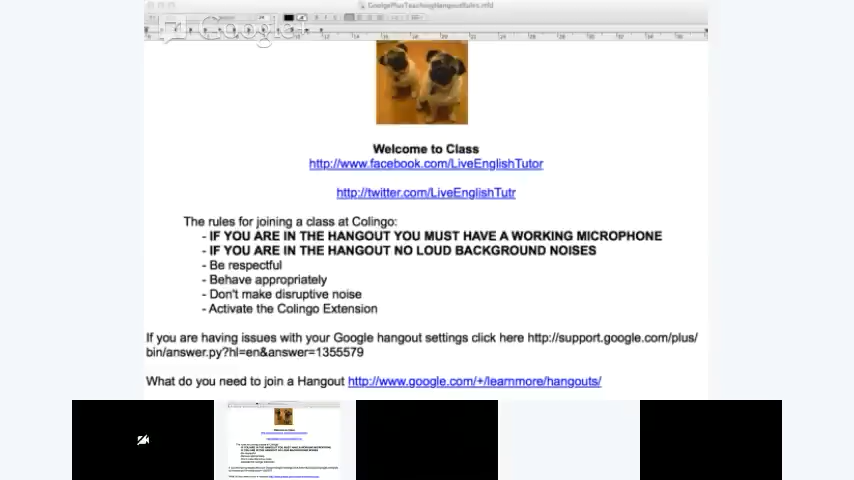 GooglePlusTeachingHangoutRules.rtfd
Google+
Welcome to Class
http://www.facebook.com/LiveEnglishTutor
http://twitter.com/LiveEnglishTutr
The rules for joining a class at Colingo:
- IF YOU ARE IN THE HANGOUT YOU MUST HAVE A WORKING MICROPHONE
- IF YOU ARE IN THE HANGOUT NO LOUD BACKGROUND NOISES
- Be respectful
- Behave appropriately
- Don't make disruptive noise
- Activate the Colingo Extension
If you are having issues with your Google hangout settings click here http://support.google.com/plus/
bin/answer.py?hl=en&answer=1355579
What do you need to join a Hangout http://www.google.com/+/learnmore/hangouts/